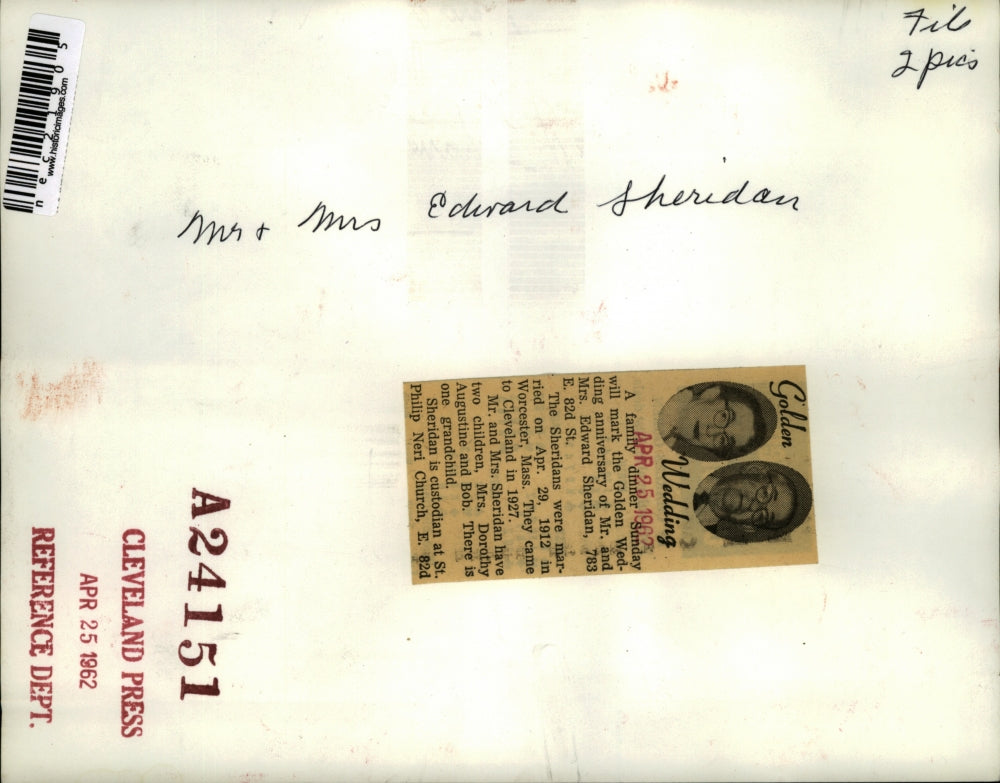 File
2 pics
nec21905
www.historicimages.com
Mr + Mrs Edward Sheridan
Golden
Wedding
APR 25 1962
A family dinner Sunday
will mark the Golden Wed-
ding anniversary of Mr. and
Mrs. Edward Sheridan, 783
E. 82d St.
The Sheridans were mar-
ried on Apr. 29, 1912 in
Worcester, Mass. They came
to Cleveland in 1927.
Mr. and Mrs. Sheridan have
two children, Mrs. Dorothy
Augustine and Bob. There is
one grandchild.
Sheridan is custodian at St.
Philip Neri Church, E. 82d
A24151
CLEVELAND PRESS
APR 25 1962
REFERENCE DEPT.